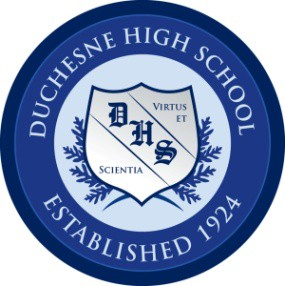 DUCHESNE HIGH SCHOOL
VIRTUS
ET
DHS
SCIENTIA
ESTABLISHED 1924